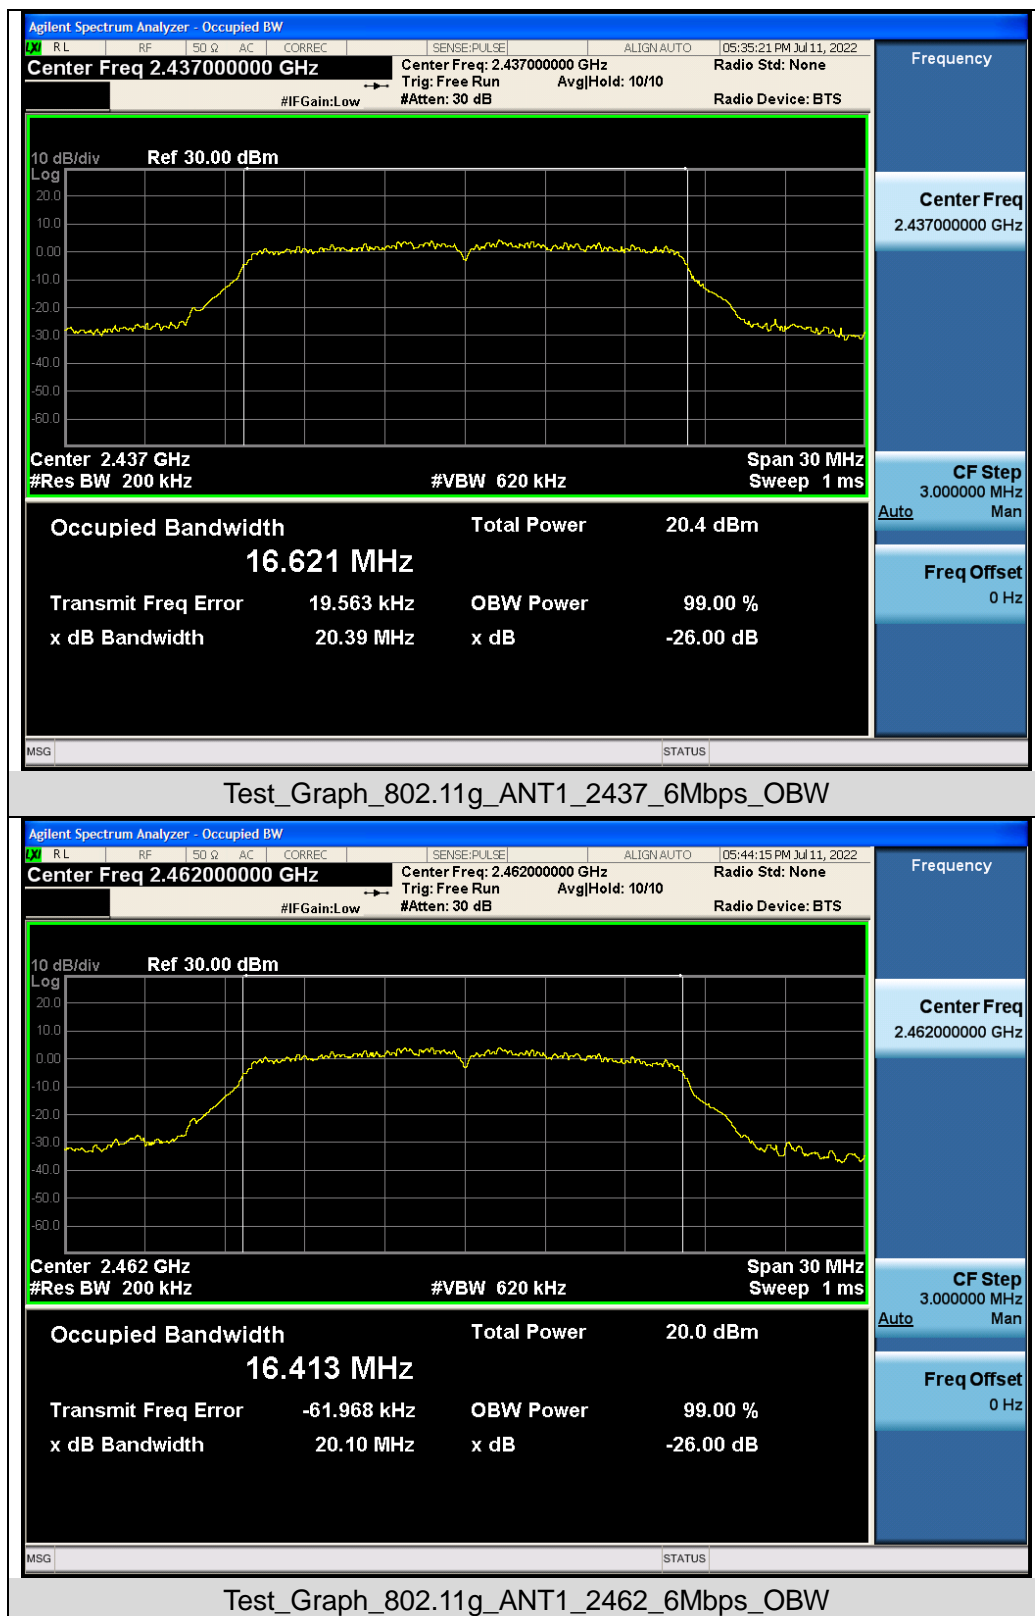 Agilent Spectrum Analyzer - Occupied BW
LXI RL RF 50 Ω AC CORREC SENSE:PULSE ALIGN AUTO 05:35:21 PM Jul 11, 2022
Center Freq 2.437000000 GHz Center Freq: 2.437000000 GHz Radio Std: None
Trig: Free Run Avg|Hold: 10/10
#IFGain:Low #Atten: 30 dB Radio Device: BTS
Frequency
10 dB/div Ref 30.00 dBm
Log
20.0
10.0
0.00
-10.0
-20.0
-30.0
-40.0
-50.0
-60.0
Center 2.437 GHz Span 30 MHz
#Res BW 200 kHz #VBW 620 kHz Sweep 1 ms
Center Freq
2.437000000 GHz
CF Step
3.000000 MHz
Auto Man
Freq Offset
0 Hz
Occupied Bandwidth Total Power 20.4 dBm
16.621 MHz
Transmit Freq Error 19.563 kHz OBW Power 99.00 %
x dB Bandwidth 20.39 MHz x dB -26.00 dB
MSG STATUS
Test_Graph_802.11g_ANT1_2437_6Mbps_OBW
Agilent Spectrum Analyzer - Occupied BW
LXI RL RF 50 Ω AC CORREC SENSE:PULSE ALIGN AUTO 05:44:15 PM Jul 11, 2022
Center Freq 2.462000000 GHz Center Freq: 2.462000000 GHz Radio Std: None
Trig: Free Run Avg|Hold: 10/10
#IFGain:Low #Atten: 30 dB Radio Device: BTS
Frequency
10 dB/div Ref 30.00 dBm
Log
20.0
10.0
0.00
-10.0
-20.0
-30.0
-40.0
-50.0
-60.0
Center 2.462 GHz Span 30 MHz
#Res BW 200 kHz #VBW 620 kHz Sweep 1 ms
Center Freq
2.462000000 GHz
CF Step
3.000000 MHz
Auto Man
Freq Offset
0 Hz
Occupied Bandwidth Total Power 20.0 dBm
16.413 MHz
Transmit Freq Error -61.968 kHz OBW Power 99.00 %
x dB Bandwidth 20.10 MHz x dB -26.00 dB
MSG STATUS
Test_Graph_802.11g_ANT1_2462_6Mbps_OBW